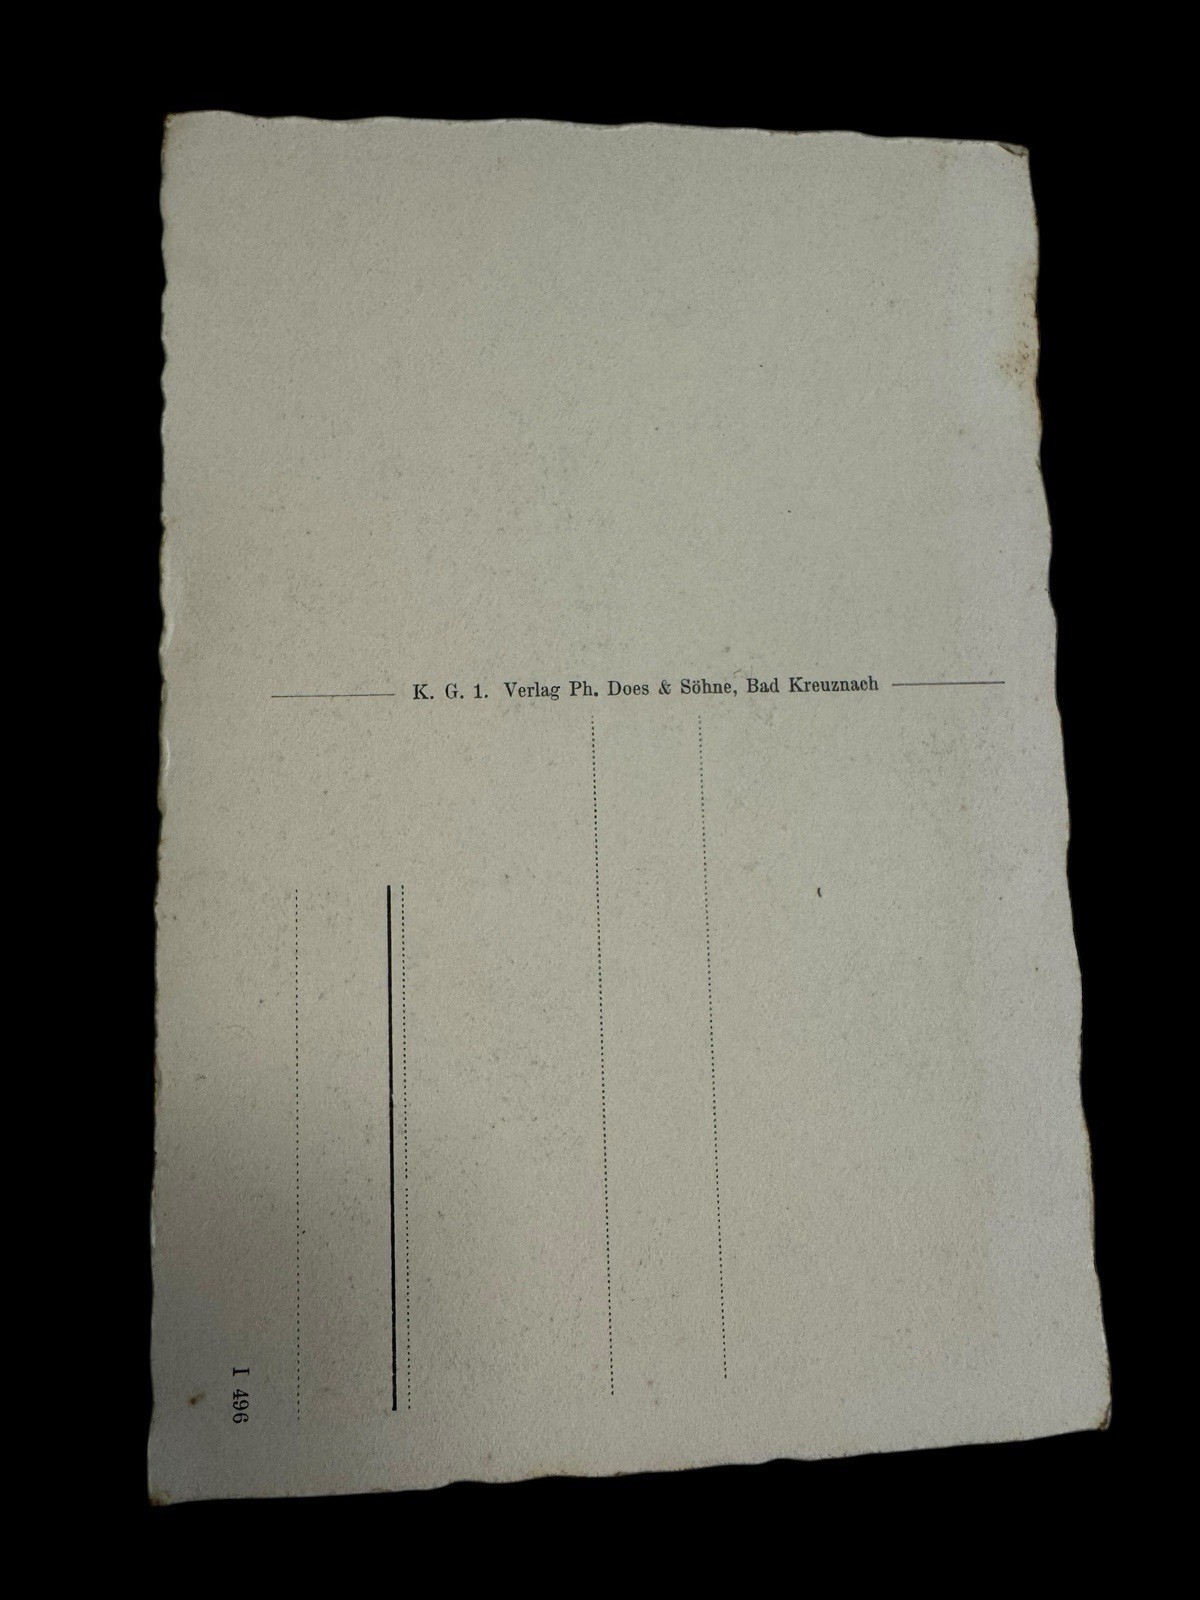 K. G. 1. Verlag Ph. Does & Söhne, Bad Kreuznach
I 496